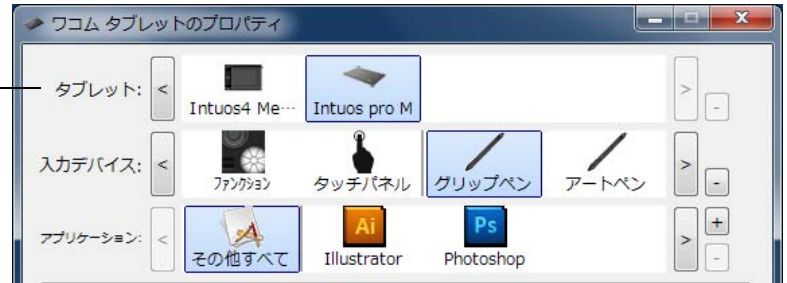 ワコム タブレットのプロパティ
タブレット: < Intuos4 Me… Intuos pro M > -
入力デバイス: < ファンクション タッチパネル グリップペン アートペン > -
アプリケーション: < その他すべて Ai Illustrator Ps Photoshop > + -